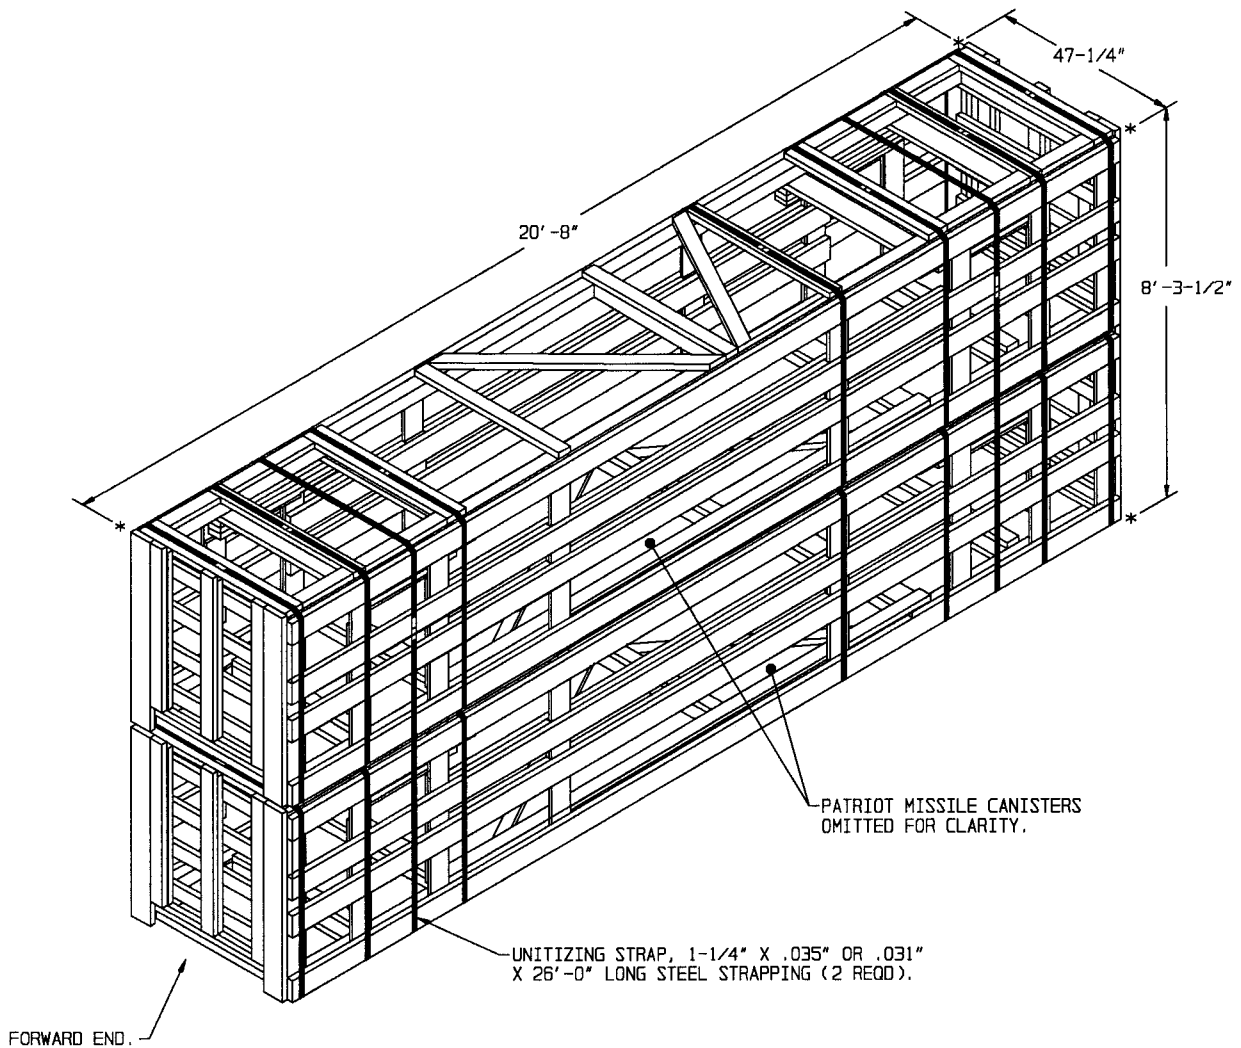 *
47-1/4"
*
20'-8"
8'-3-1/2"
*
*
PATRIOT MISSILE CANISTERS
OMITTED FOR CLARITY.
UNITIZING STRAP, 1-1/4" X .035" OR .031"
X 26'-0" LONG STEEL STRAPPING (2 REQD).
FORWARD END.